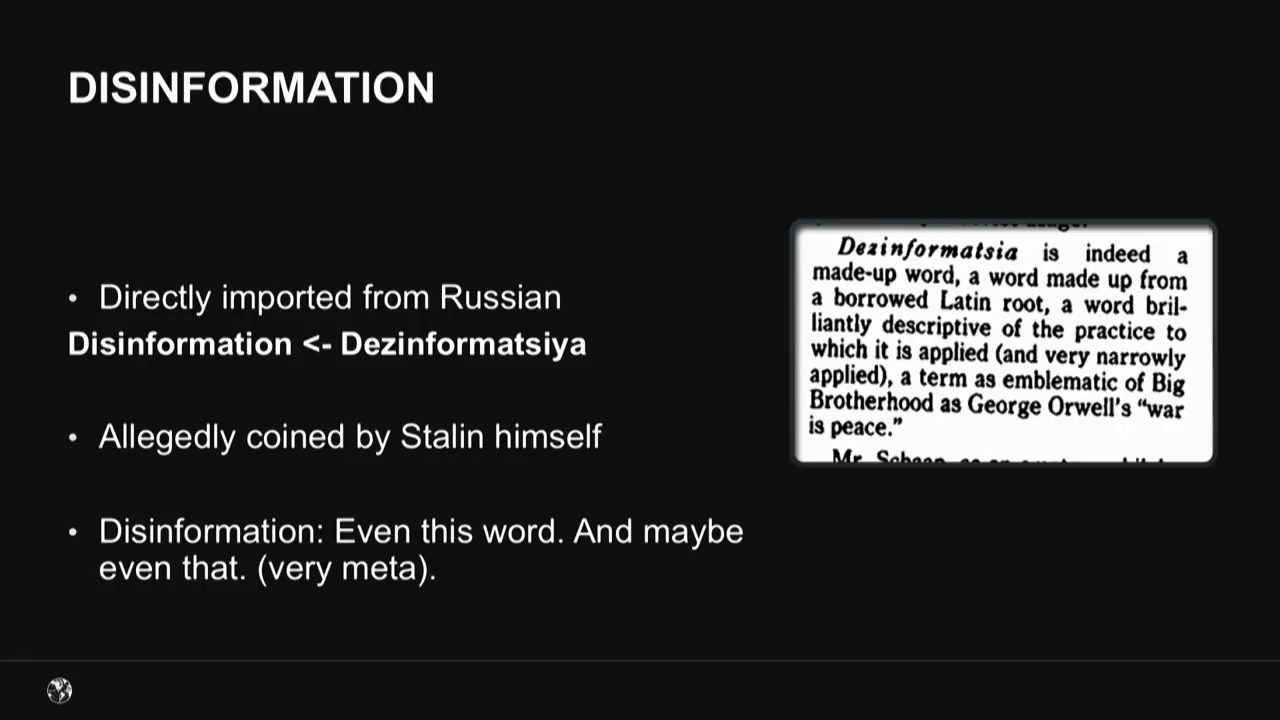 DISINFORMATION
• Directly imported from Russian
Disinformation <- Dezinformatsiya
• Allegedly coined by Stalin himself
• Disinformation: Even this word. And maybe
even that. (very meta).
Dezinformatsia is indeed a
made-up word, a word made up from
a borrowed Latin root, a word bril-
liantly descriptive of the practice to
which it is applied (and very narrowly
applied), a term as emblematic of Big
Brotherhood as George Orwell's “war
is peace.”
Mr.